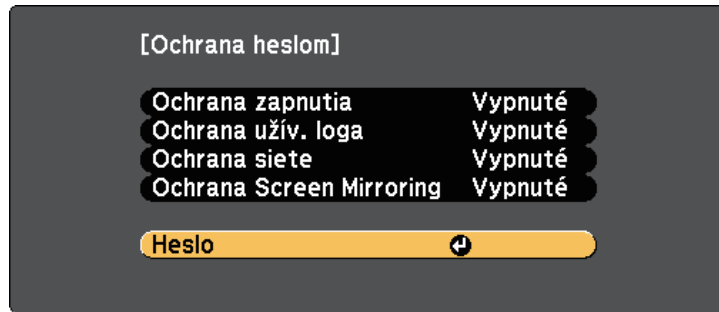 [Ochrana heslom]
Ochrana zapnutia Vypnuté
Ochrana užív. loga Vypnuté
Ochrana siete Vypnuté
Ochrana Screen Mirroring Vypnuté
Heslo